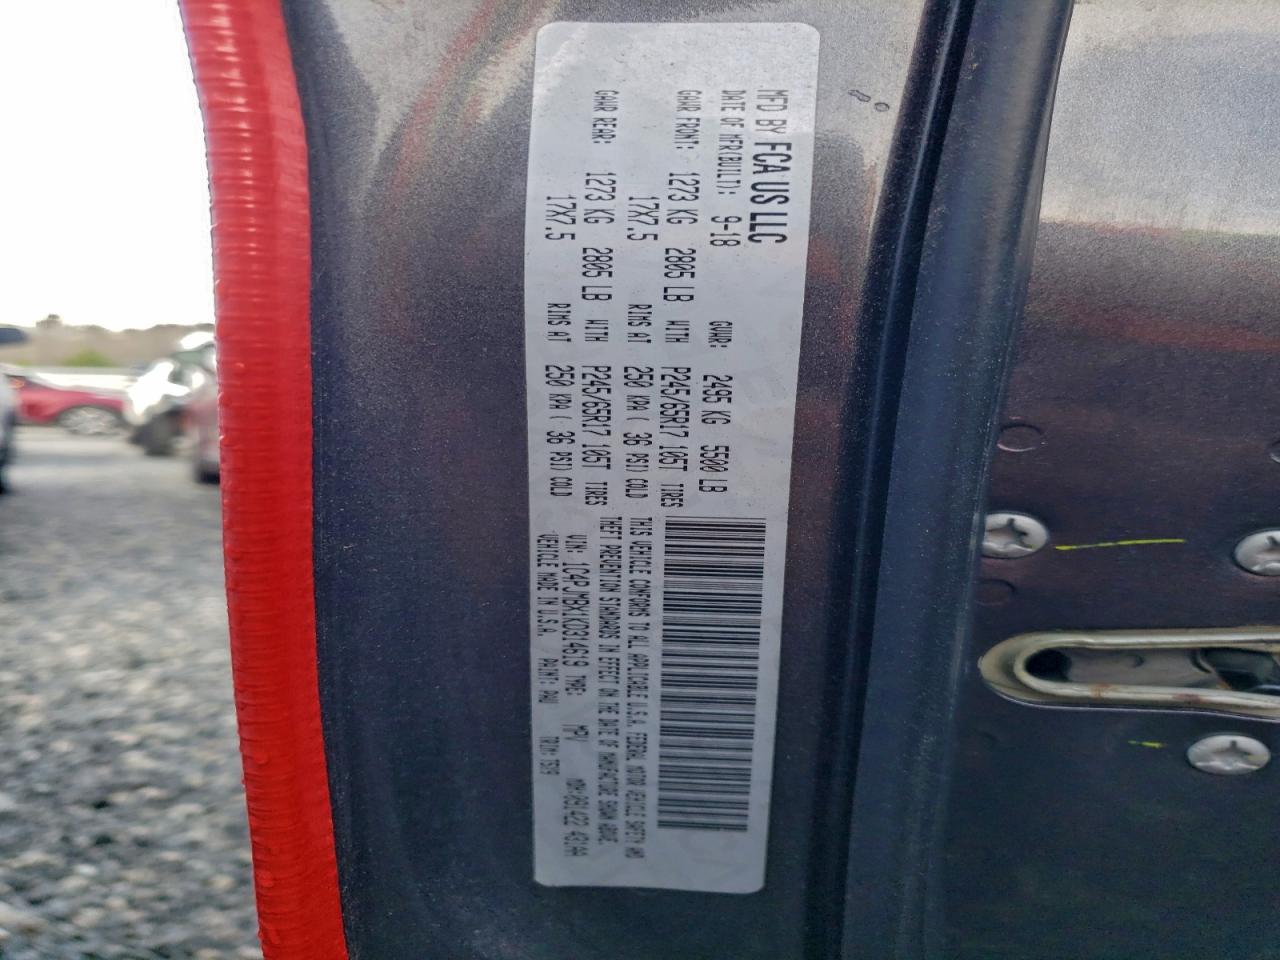 MFD BY FCA US LLC
DATE OF MFR(BUILT): 9-18 GVWR: 2495 KG 5500 LB
GAWR FRONT: 1273 KG 2805 LB WITH P245/65R17 105T TIRES
17X7.5 RIMS AT 250 KPA ( 36 PSI) COLD
GAWR REAR: 1273 KG 2805 LB WITH P245/65R17 105T TIRES
17X7.5 RIMS AT 250 KPA ( 36 PSI) COLD
THIS VEHICLE CONFORMS TO ALL APPLICABLE U.S.A. FEDERAL MOTOR VEHICLE SAFETY AND
THEFT PREVENTION STANDARDS IN EFFECT ON THE DATE OF MANUFACTURE SHOWN ABOVE.
VIN: 1C4PJMBX1KD314619 TYPE: MPV
VEHICLE MADE IN U.S.A. PAINT: PAU